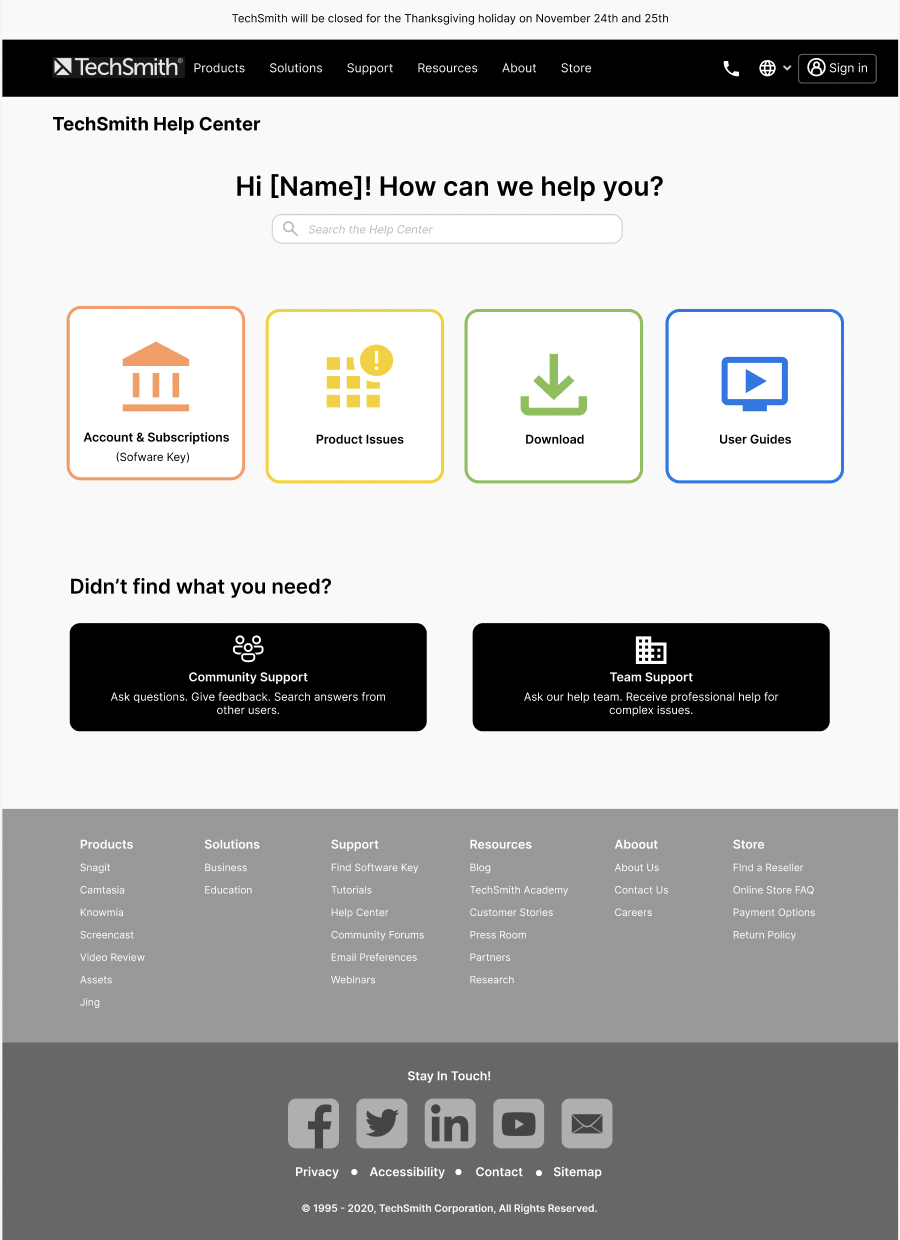 TechSmith will be closed for the Thanksgiving holiday on November 24th and 25th
TechSmith® Products Solutions Support Resources About Store Sign in
TechSmith Help Center
Hi [Name]! How can we help you?
Search the Help Center
Account & Subscriptions
(Sofware Key)
Product Issues
Download
User Guides
Didn’t find what you need?
Community Support
Ask questions. Give feedback. Search answers from
other users.
Team Support
Ask our help team. Receive professional help for
complex issues.
Products
Snagit
Camtasia
Knowmia
Screencast
Video Review
Assets
Jing
Solutions
Business
Education
Support
Find Software Key
Tutorials
Help Center
Community Forums
Email Preferences
Webinars
Resources
Blog
TechSmith Academy
Customer Stories
Press Room
Partners
Research
Aboout
About Us
Contact Us
Careers
Store
FInd a Reseller
Online Store FAQ
Payment Options
Return Policy
Stay In Touch!
Privacy ● Accessibility ● Contact ● Sitemap
© 1995 - 2020, TechSmith Corporation, All Rights Reserved.